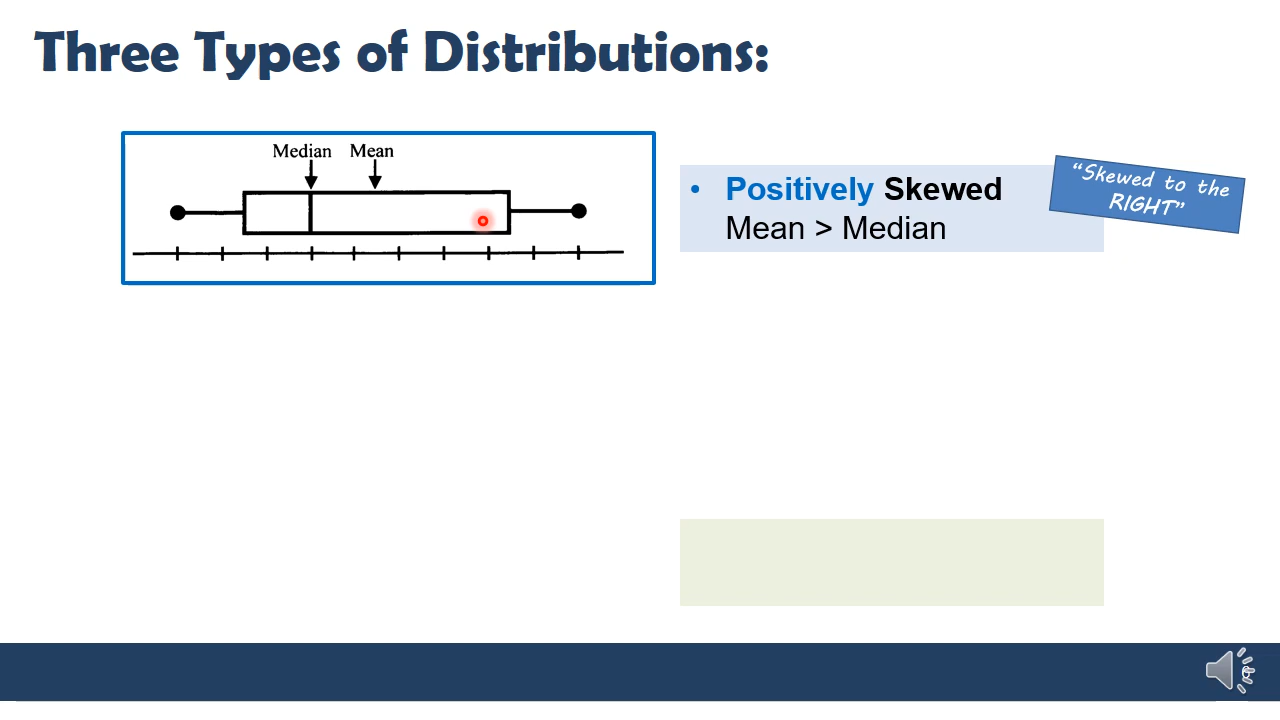 Three Types of Distributions:
Median Mean
• Positively Skewed
Mean > Median
“Skewed to the
RIGHT”